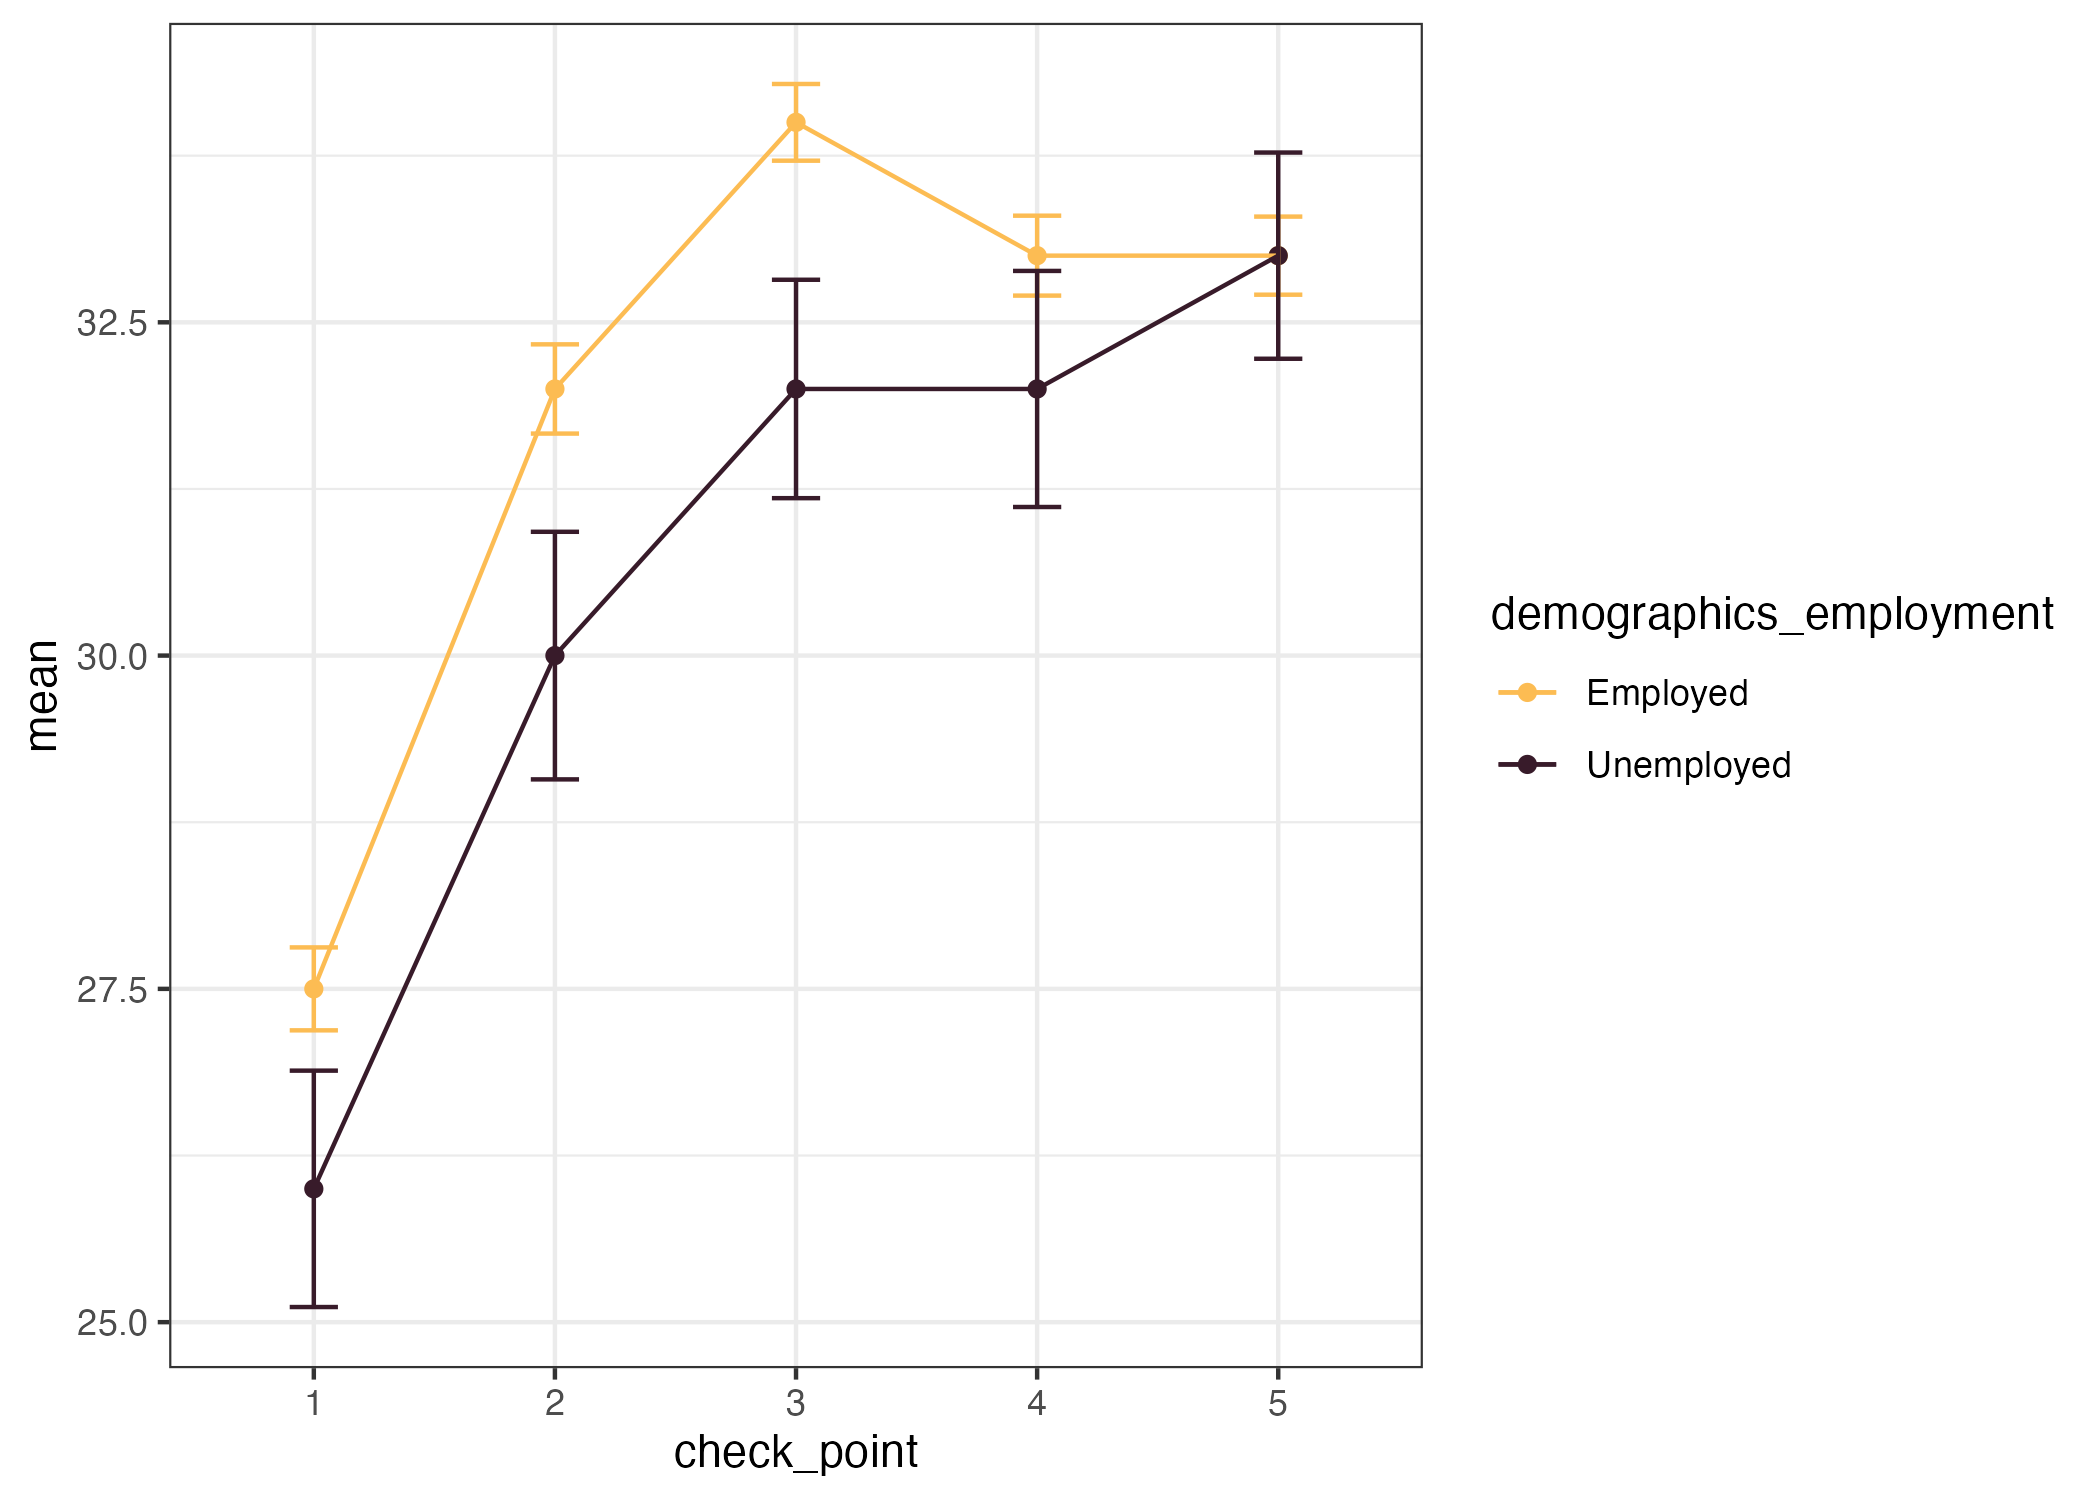 mean
32.5
30.0
27.5
25.0
1 2 3 4 5
check_point
demographics_employment
Employed
Unemployed